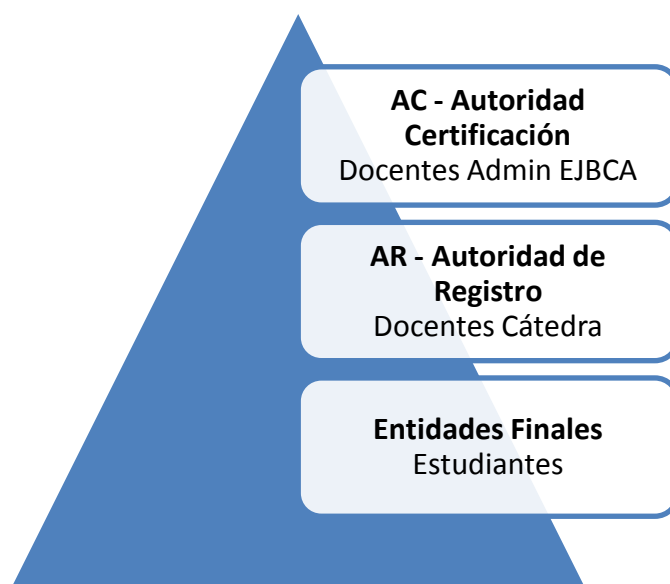 AC - Autoridad
Certificación
Docentes Admin EJBCA
AR - Autoridad de
Registro
Docentes Cátedra
Entidades Finales
Estudiantes